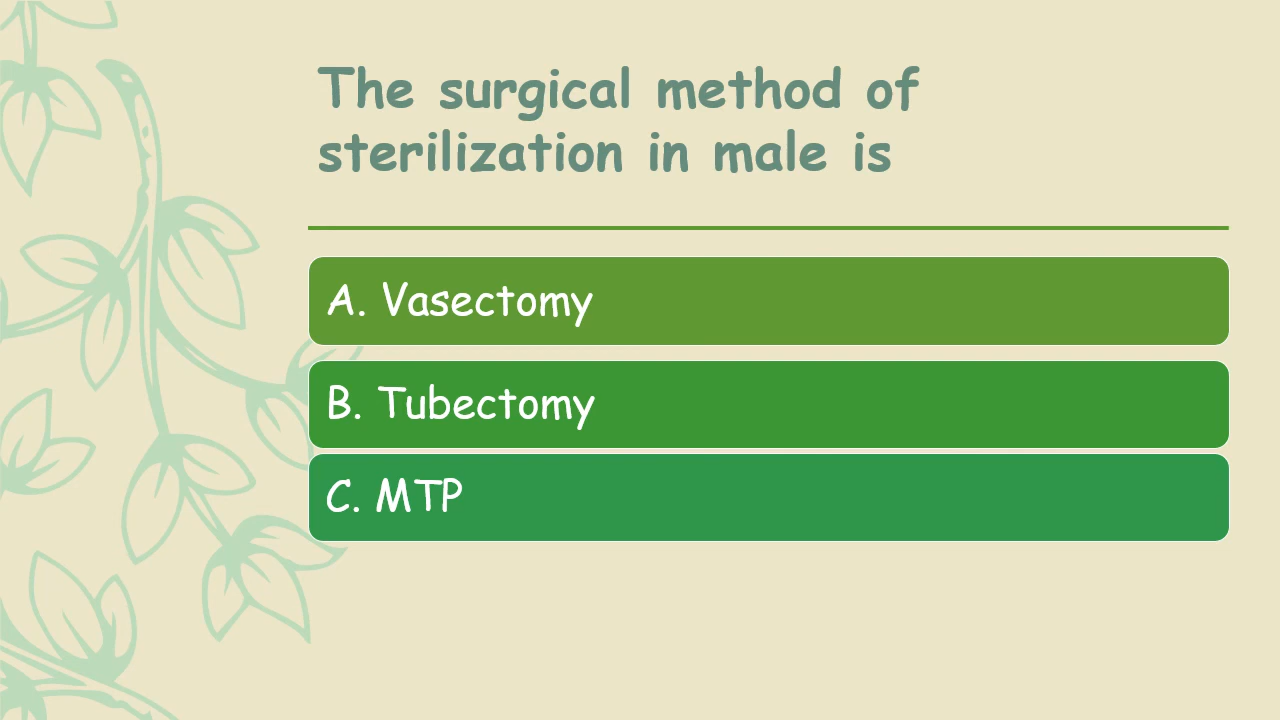 The surgical method of
sterilization in male is
A. Vasectomy
B. Tubectomy
C. MTP